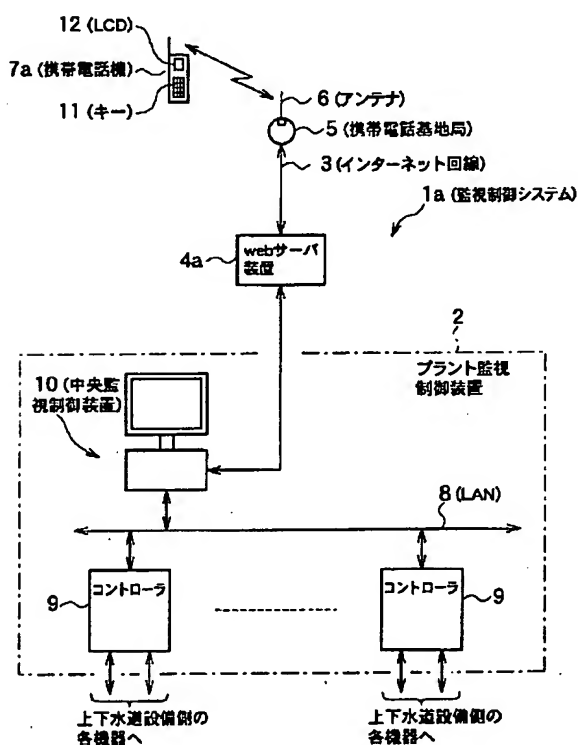 12 (LCD)
7a (携帯電話機)
11 (キー)
6 (アンテナ)
5 (携帯電話基地局)
3 (インターネット回線)
1a (監視制御システム)
webサーバ
装置
4a
2
プラント監視
制御装置
10 (中央監
視制御装置)
8 (LAN)
コントローラ
9
コントローラ
9
上下水道設備側の
各機器へ
上下水道設備側の
各機器へ